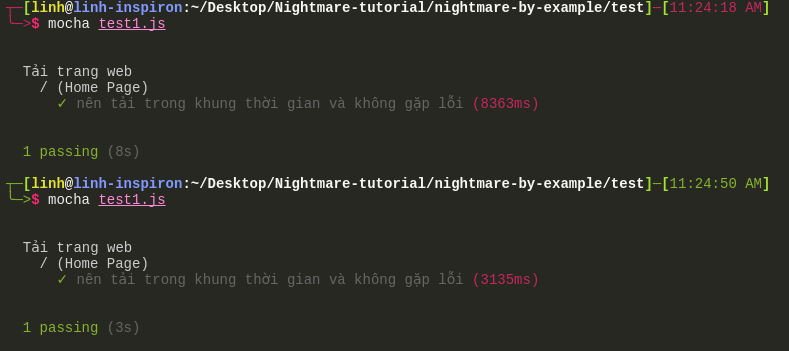 ┬─[linh@linh-inspiron:~/Desktop/Nightmare-tutorial/nightmare-by-example/test]─[11:24:18 AM]
╰─>$ mocha test1.js
Tải trang web
/ (Home Page)
✓ nên tải trong khung thời gian và không gặp lỗi (8363ms)
1 passing (8s)
┬─[linh@linh-inspiron:~/Desktop/Nightmare-tutorial/nightmare-by-example/test]─[11:24:50 AM]
╰─>$ mocha test1.js
Tải trang web
/ (Home Page)
✓ nên tải trong khung thời gian và không gặp lỗi (3135ms)
1 passing (3s)